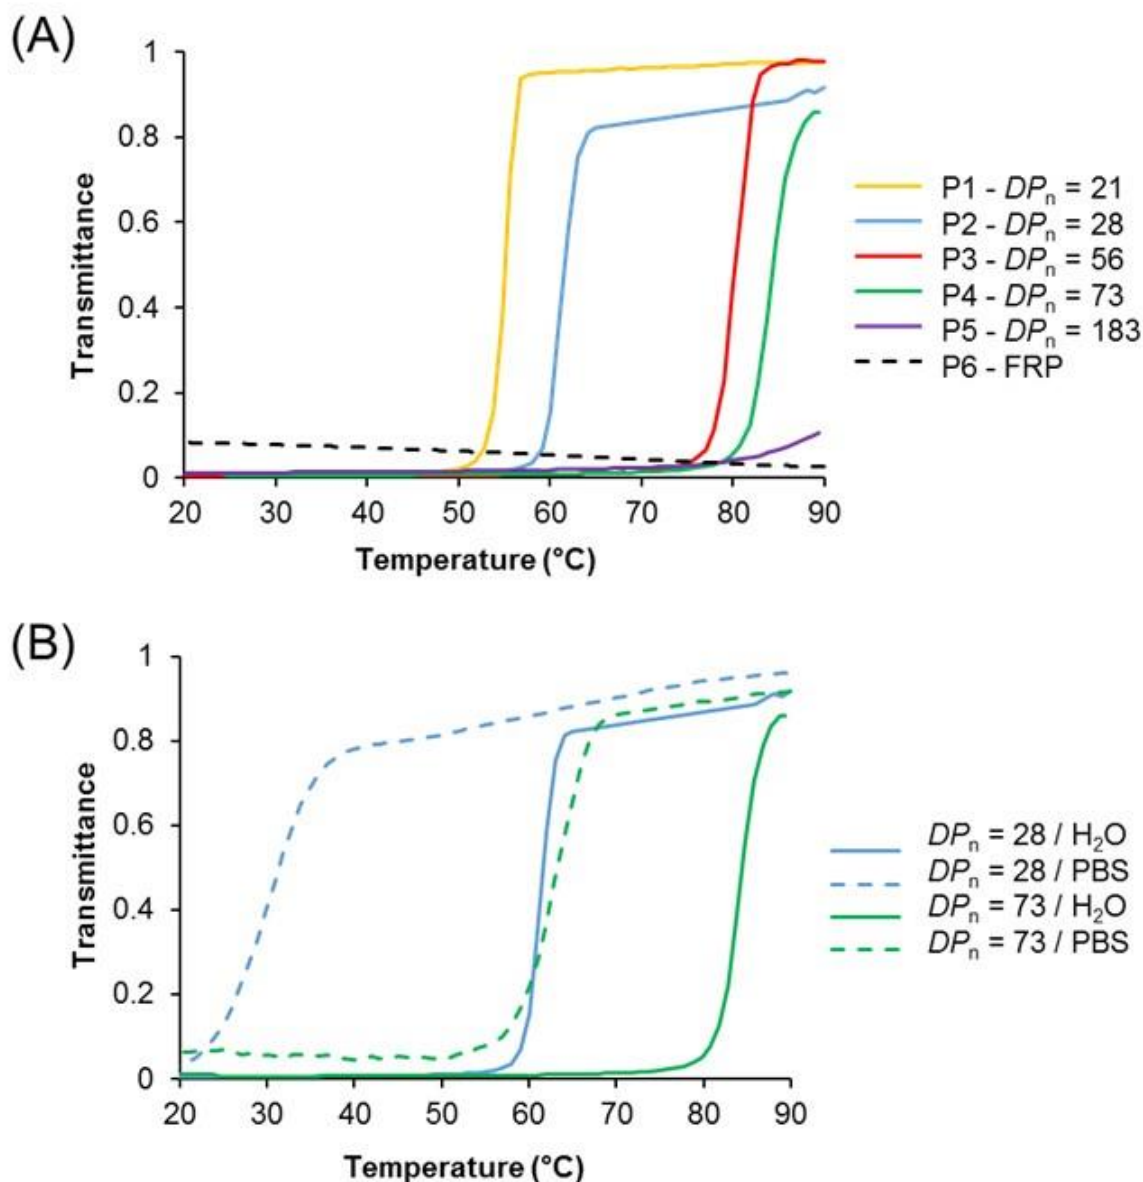 (A)
1
0.8
0.6
0.4
0.2
0
Transmittance
20 30 40 50 60 70 80 90
Temperature (°C)
P1 - DPn = 21
P2 - DPn = 28
P3 - DPn = 56
P4 - DPn = 73
P5 - DPn = 183
P6 - FRP
(B)
1
0.8
0.6
0.4
0.2
0
Transmittance
20 30 40 50 60 70 80 90
Temperature (°C)
DPn = 28 / H2O
DPn = 28 / PBS
DPn = 73 / H2O
DPn = 73 / PBS